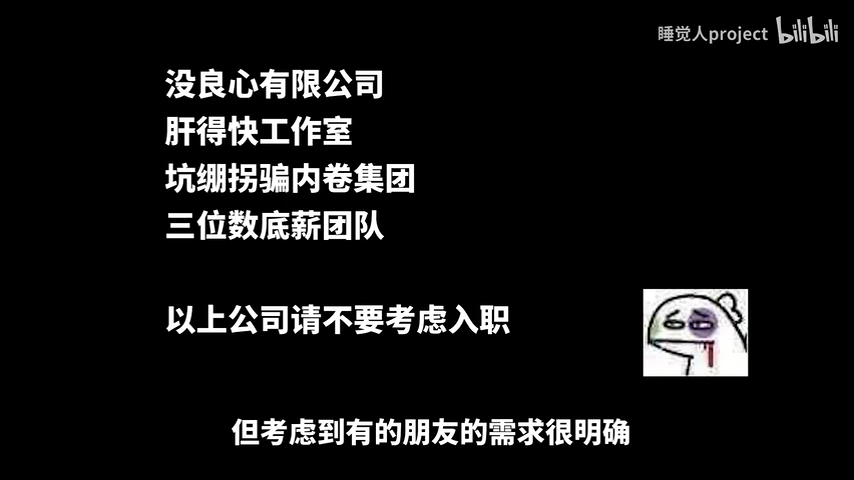 睡觉人project bilibili
没良心有限公司
肝得快工作室
坑绷拐骗内卷集团
三位数底薪团队
以上公司请不要考虑入职
但考虑到有的朋友的需求很明确